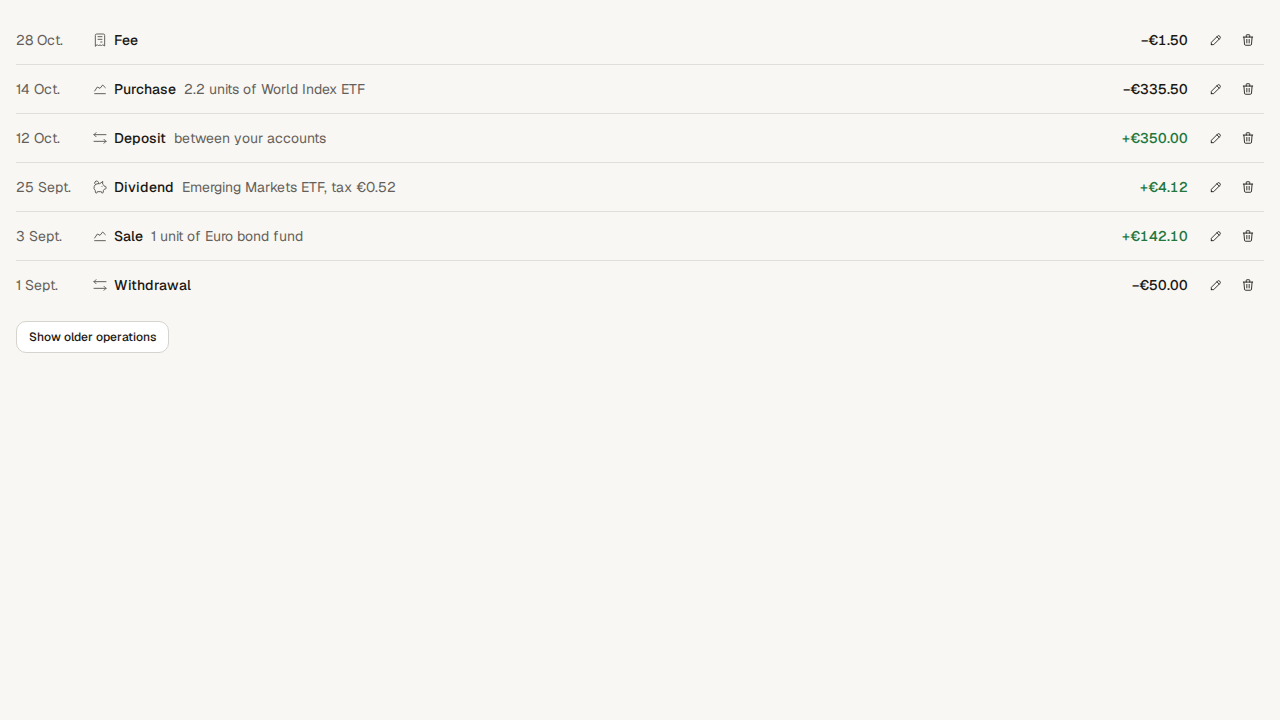 28 Oct. Fee −€1.50
14 Oct. Purchase 2.2 units of World Index ETF −€335.50
12 Oct. Deposit between your accounts +€350.00
25 Sept. Dividend Emerging Markets ETF, tax €0.52 +€4.12
3 Sept. Sale 1 unit of Euro bond fund +€142.10
1 Sept. Withdrawal −€50.00
Show older operations